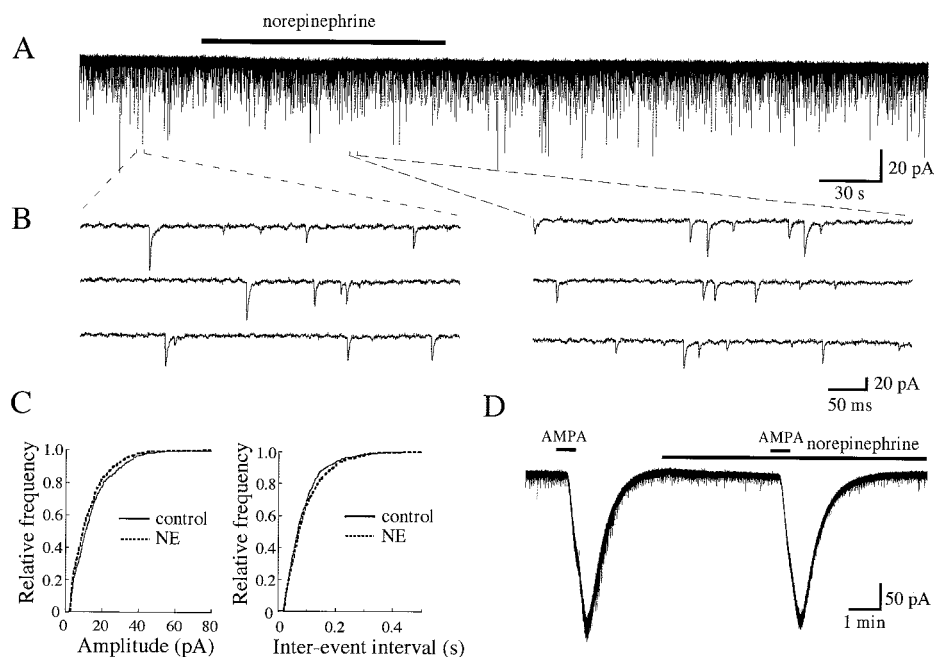 norepinephrine
A
20 pA
30 s
B
20 pA
50 ms
C
D
Relative frequency
1.0
0.8
0.6
0.4
0.2
0
0 20 40 60 80
Amplitude (pA)
control
NE
Relative frequency
1.0
0.8
0.6
0.4
0.2
0
0 0.2 0.4
Inter-event interval (s)
control
NE
AMPA
AMPA
norepinephrine
50 pA
1 min